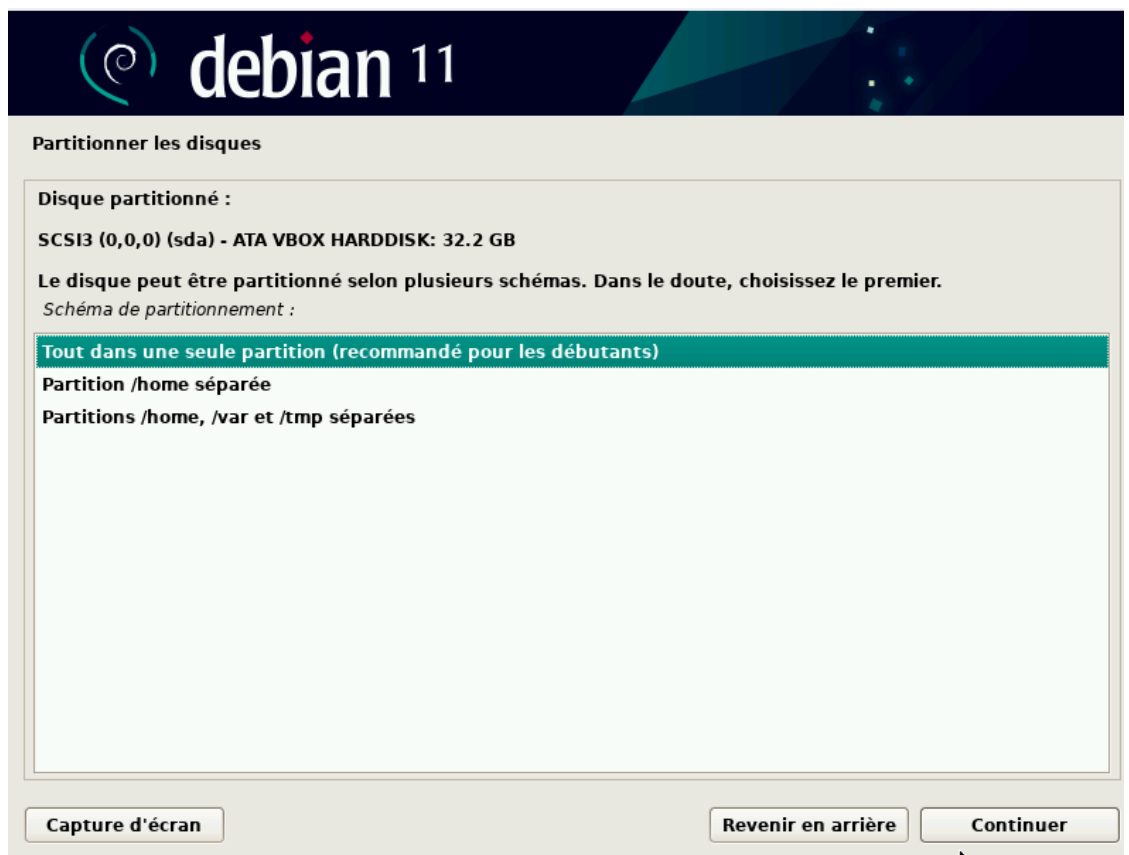 debian 11
Partitionner les disques
Disque partitionné :
SCSI3 (0,0,0) (sda) - ATA VBOX HARDDISK: 32.2 GB
Le disque peut être partitionné selon plusieurs schémas. Dans le doute, choisissez le premier.
Schéma de partitionnement :
Tout dans une seule partition (recommandé pour les débutants)
Partition /home séparée
Partitions /home, /var et /tmp séparées
Capture d'écran
Revenir en arrière
Continuer